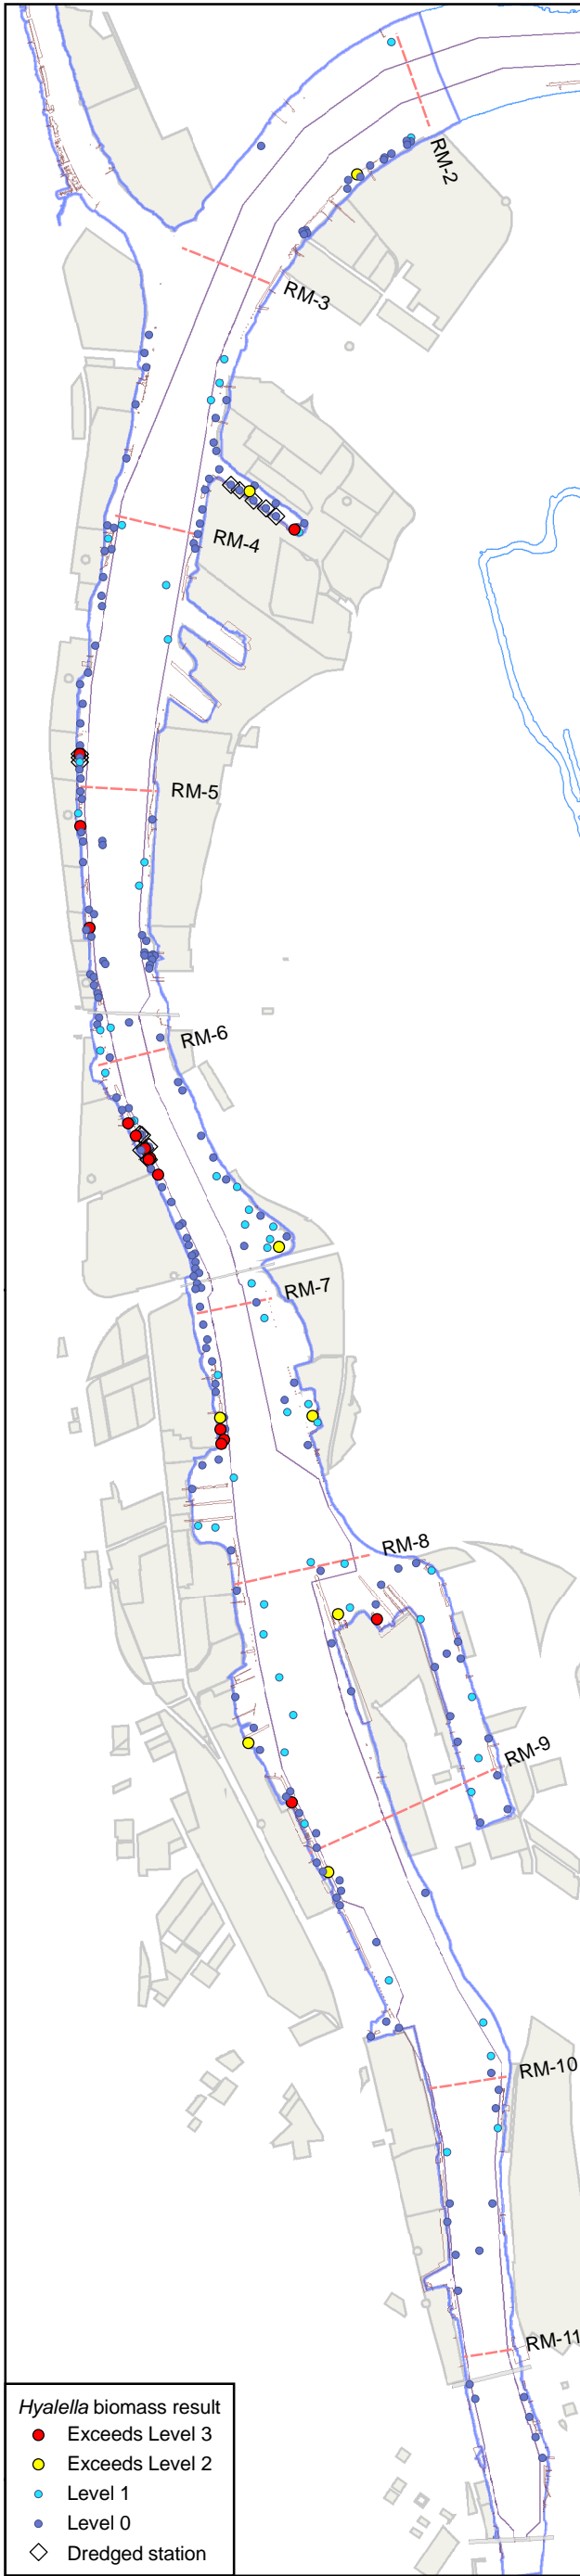 RM-2
RM-3
RM-4
RM-5
RM-6
RM-7
RM-8
RM-9
RM-10
RM-11
Hyalella biomass result
Exceeds Level 3
Exceeds Level 2
Level 1
Level 0
Dredged station